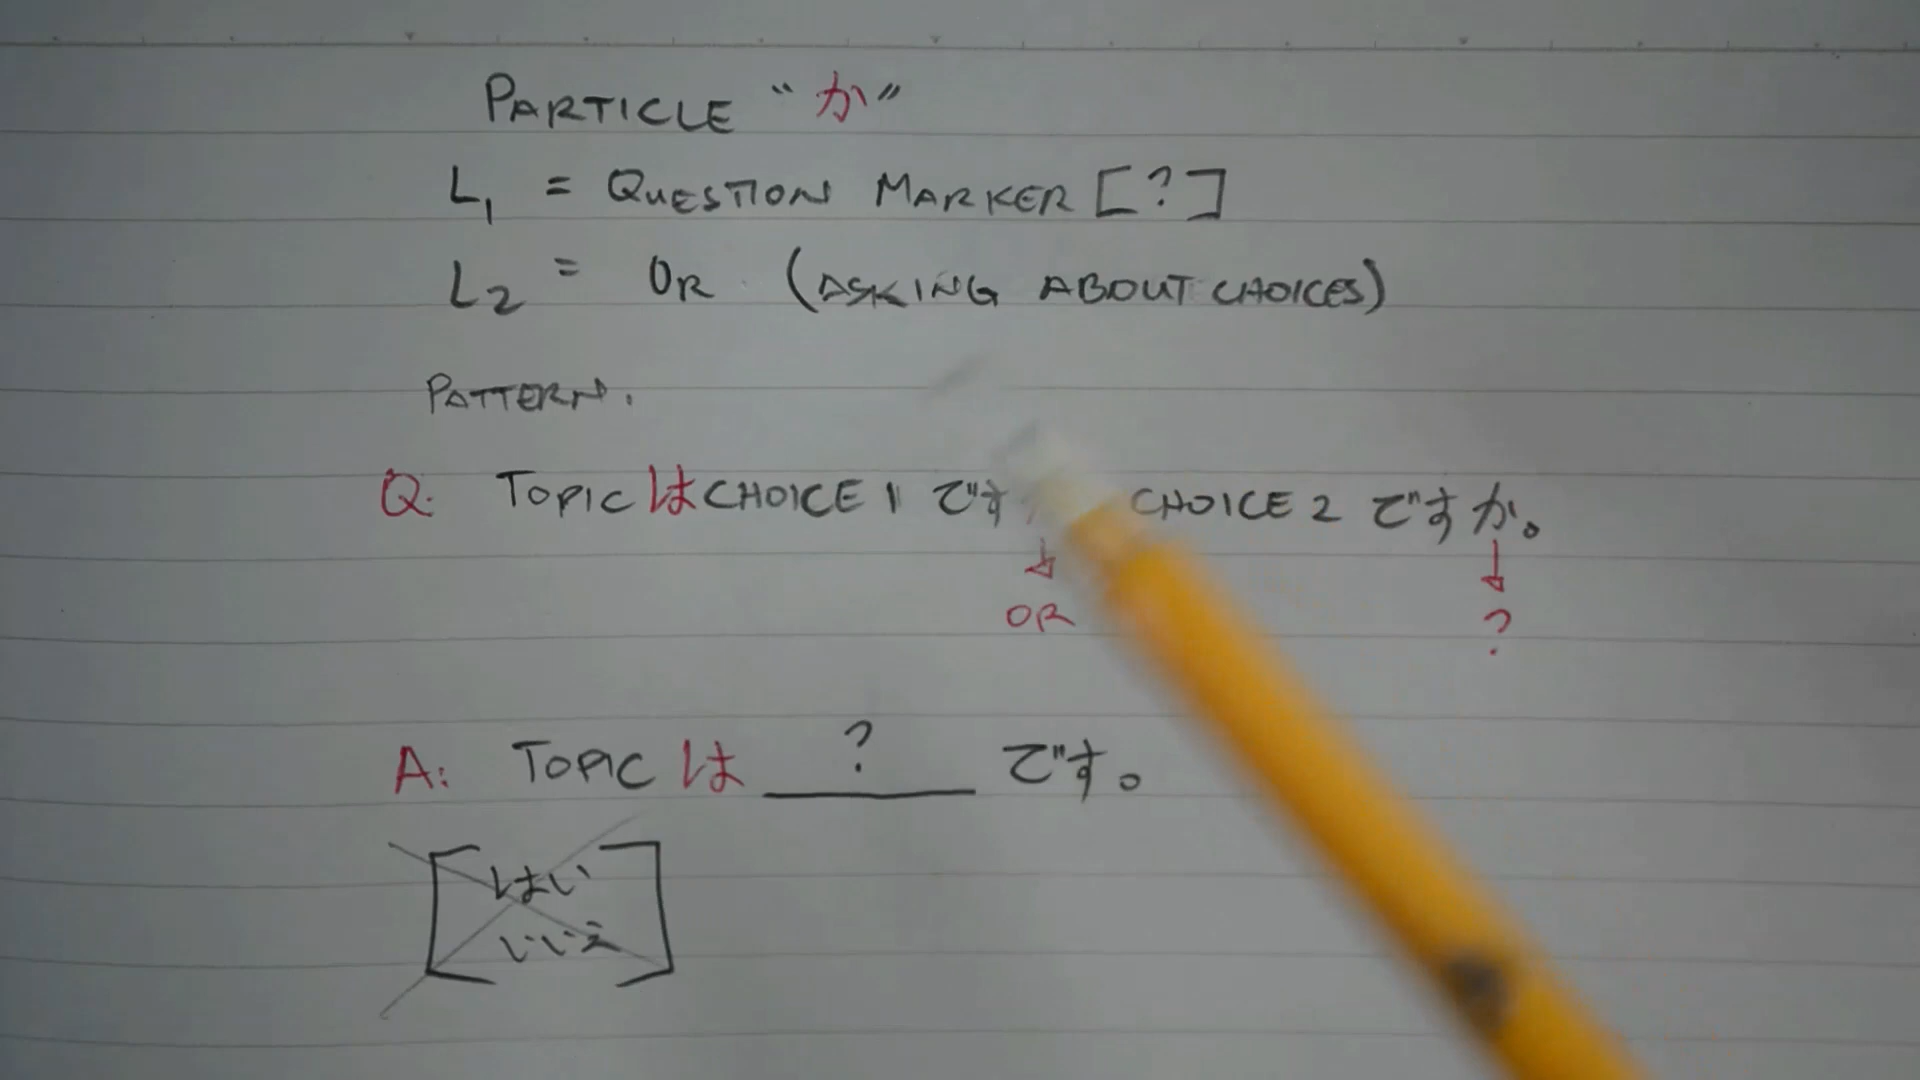 PARTICLE "か"
L1 = QUESTION MARKER [?]
L2 = OR (ASKING ABOUT CHOICES)
PATTERN.
Q: TOPIC は CHOICE 1 です CHOICE 2 ですか。
OR
?
A: TOPIC は ? です。
はい
いいえ